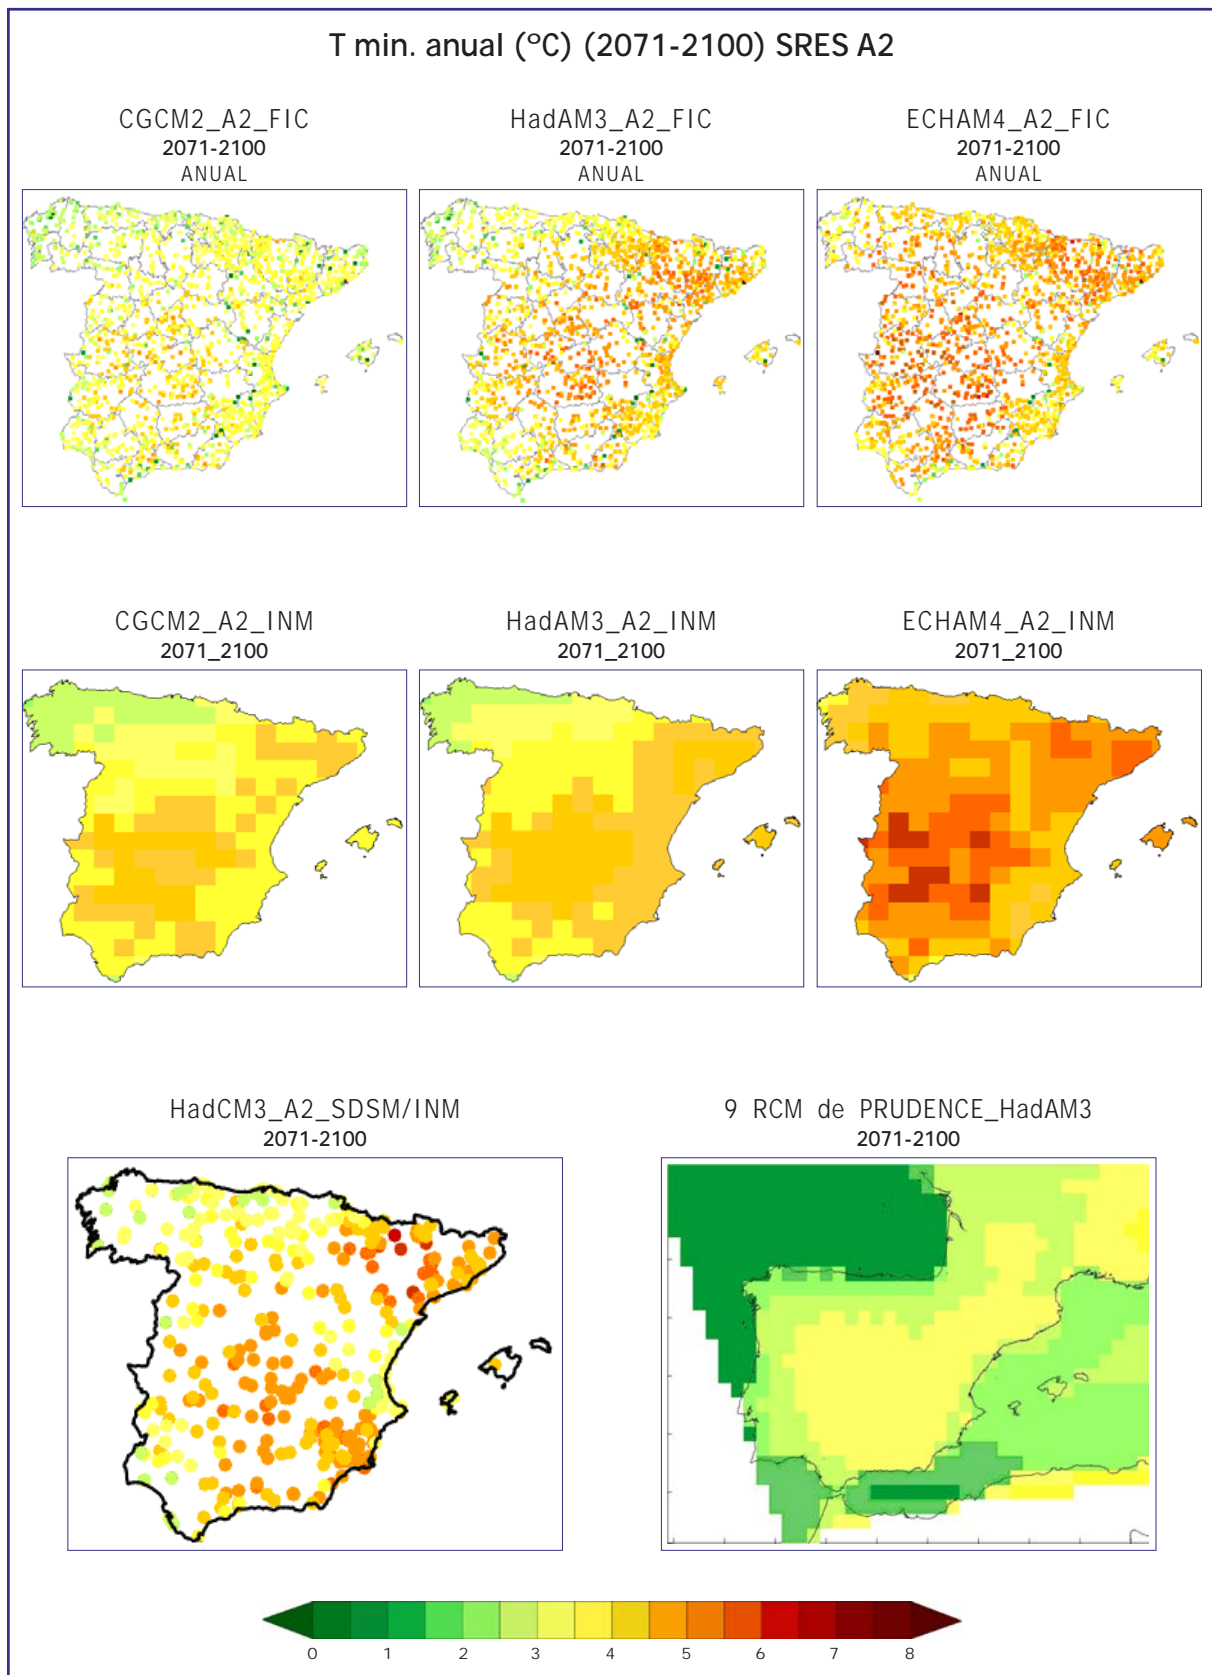 T min. anual (ºC) (2071-2100) SRES A2
CGCM2_A2_FIC
2071-2100
ANUAL
HadAM3_A2_FIC
2071-2100
ANUAL
ECHAM4_A2_FIC
2071-2100
ANUAL
CGCM2_A2_INM
2071_2100
HadAM3_A2_INM
2071_2100
ECHAM4_A2_INM
2071_2100
HadCM3_A2_SDSM/INM
2071-2100
9 RCM de PRUDENCE_HadAM3
2071-2100
0 1 2 3 4 5 6 7 8